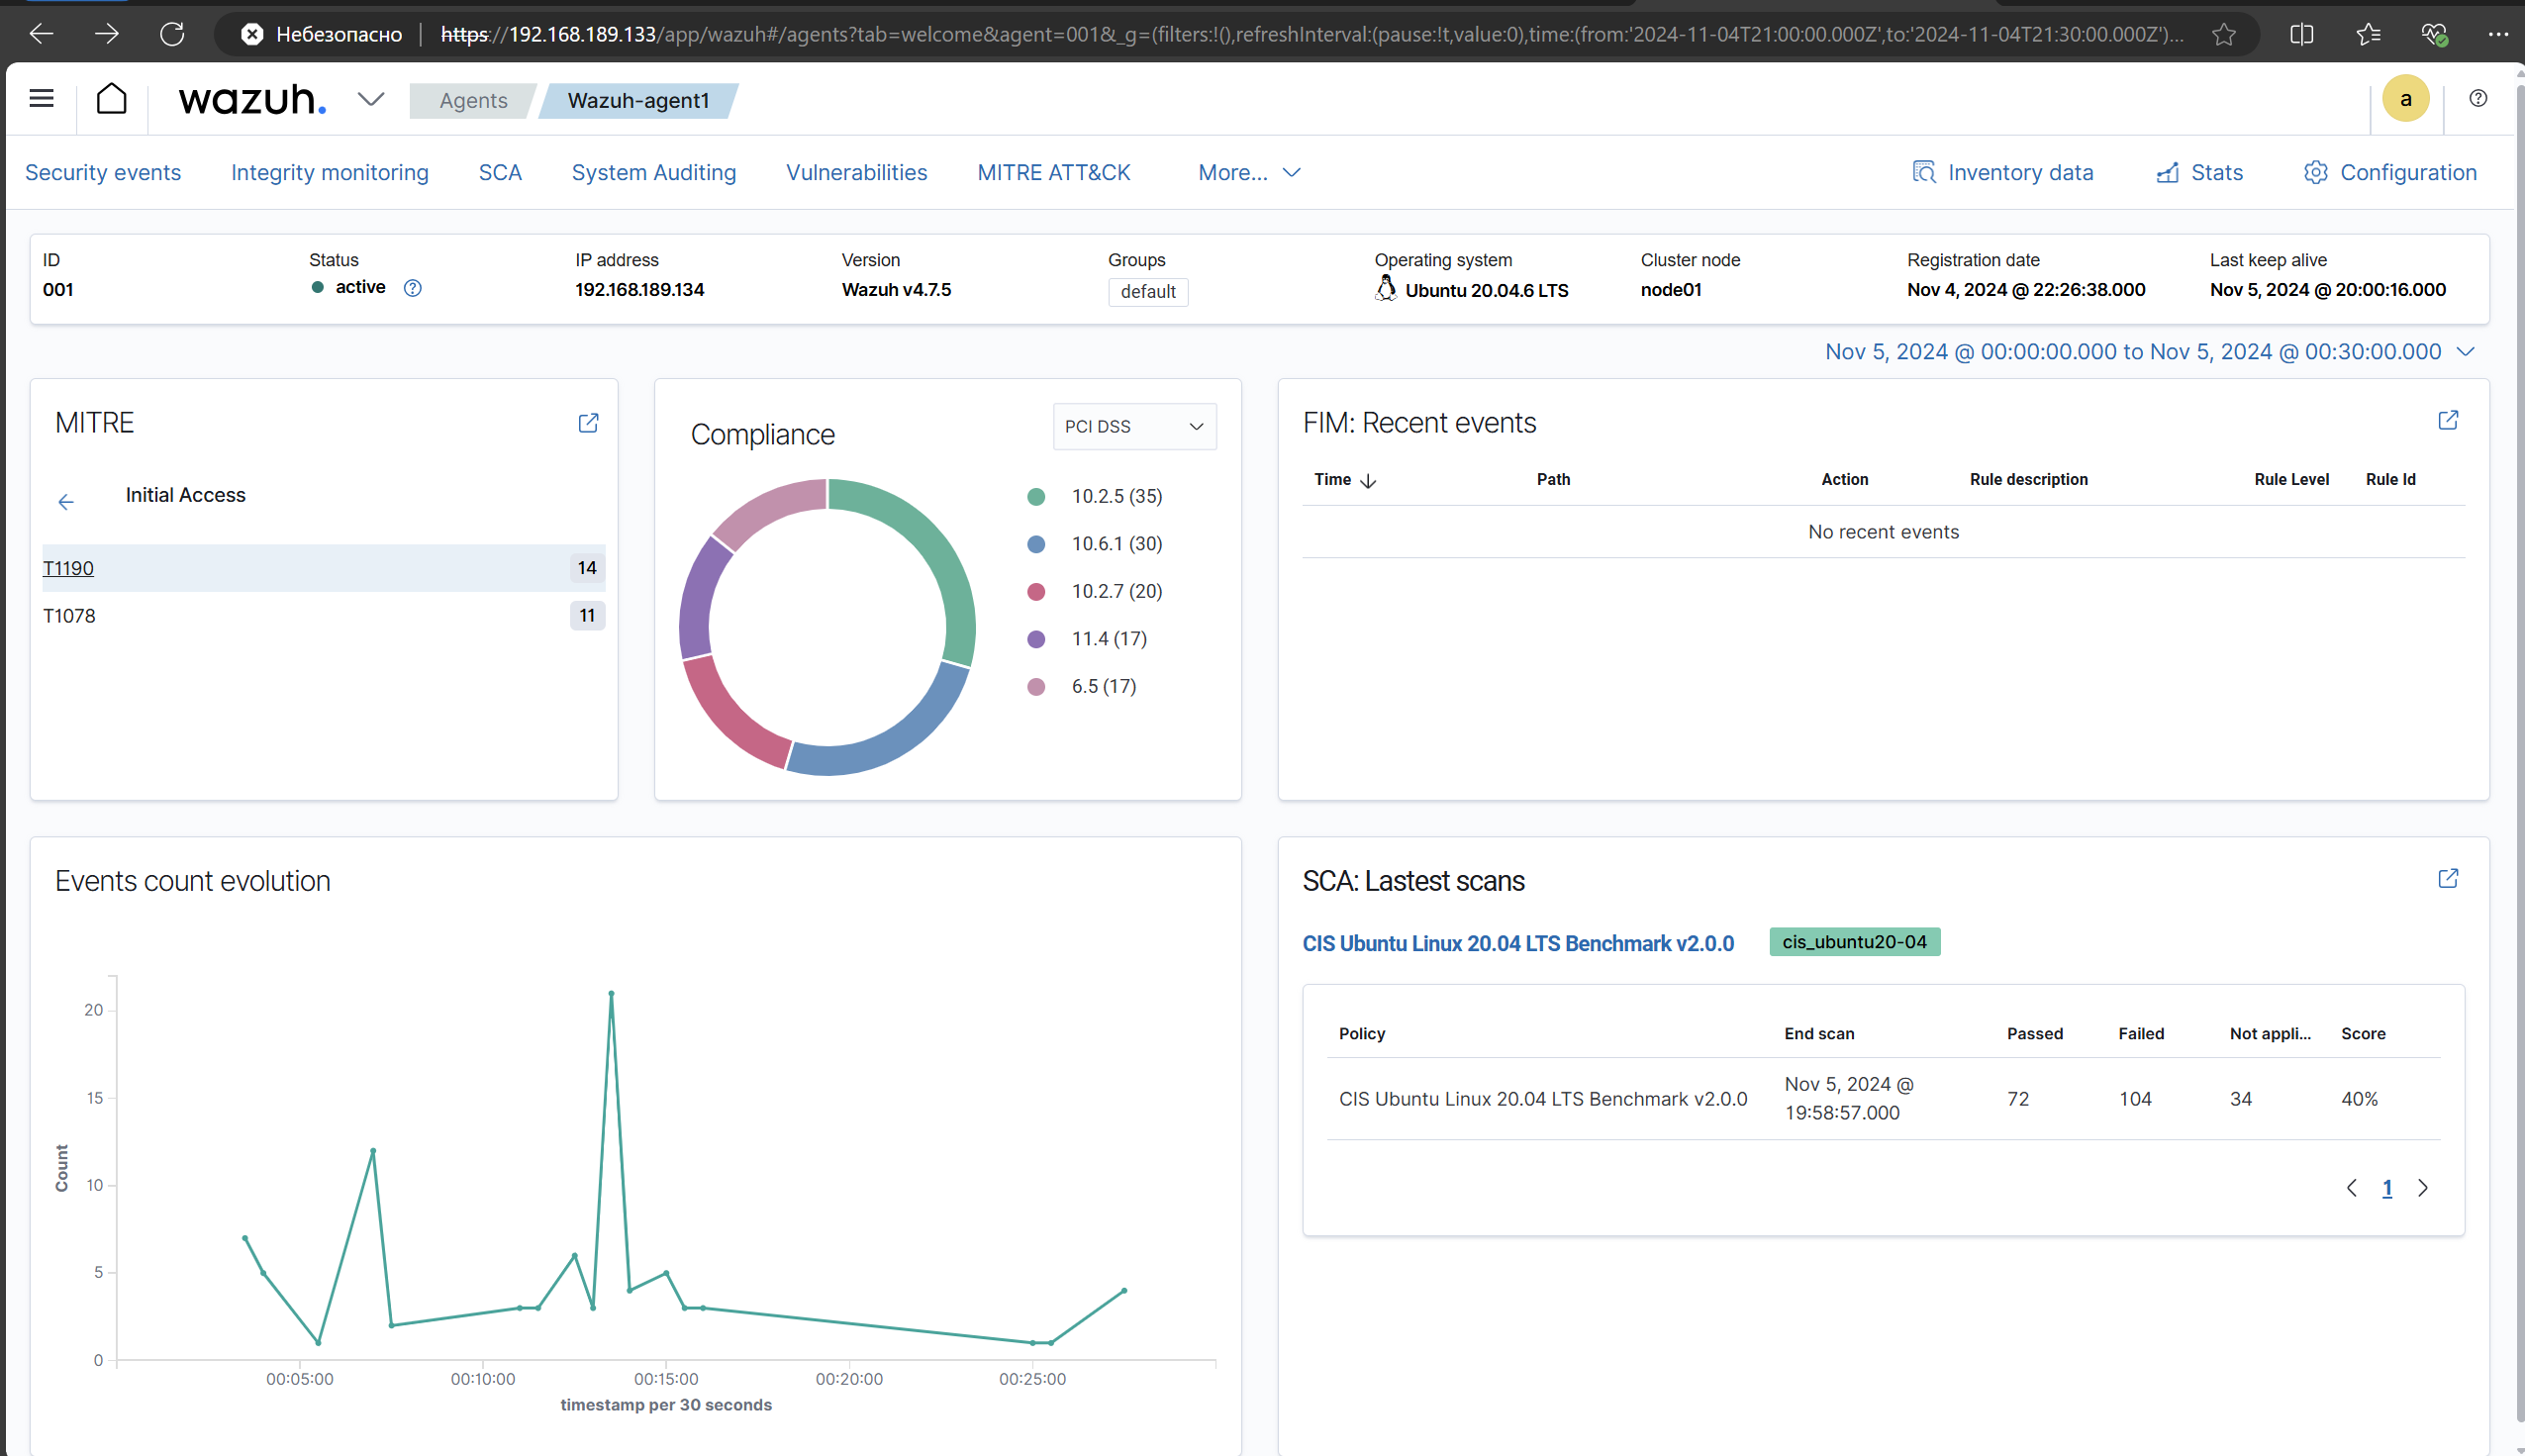 Небезопасно https://192.168.189.133/app/wazuh#/agents?tab=welcome&agent=001&_g=(filters:!(),refreshInterval:(pause:!t,value:0),time:(from:'2024-11-04T21:00:00.000Z',to:'2024-11-04T21:30:00.000Z')...
wazuh. Agents Wazuh-agent1 a
Security events Integrity monitoring SCA System Auditing Vulnerabilities MITRE ATT&CK More... Inventory data Stats Configuration
ID Status IP address Version Groups Operating system Cluster node Registration date Last keep alive
001 active 192.168.189.134 Wazuh v4.7.5 default Ubuntu 20.04.6 LTS node01 Nov 4, 2024 @ 22:26:38.000 Nov 5, 2024 @ 20:00:16.000
Nov 5, 2024 @ 00:00:00.000 to Nov 5, 2024 @ 00:30:00.000
MITRE
Initial Access
T1190 14
T1078 11
Compliance
PCI DSS
10.2.5 (35)
10.6.1 (30)
10.2.7 (20)
11.4 (17)
6.5 (17)
FIM: Recent events
Time Path Action Rule description Rule Level Rule Id
No recent events
Events count evolution
20
15
10
5
0
Count
00:05:00 00:10:00 00:15:00 00:20:00 00:25:00
timestamp per 30 seconds
SCA: Lastest scans
CIS Ubuntu Linux 20.04 LTS Benchmark v2.0.0 cis_ubuntu20-04
Policy End scan Passed Failed Not appli... Score
CIS Ubuntu Linux 20.04 LTS Benchmark v2.0.0 Nov 5, 2024 @ 72 104 34 40%
19:58:57.000
1